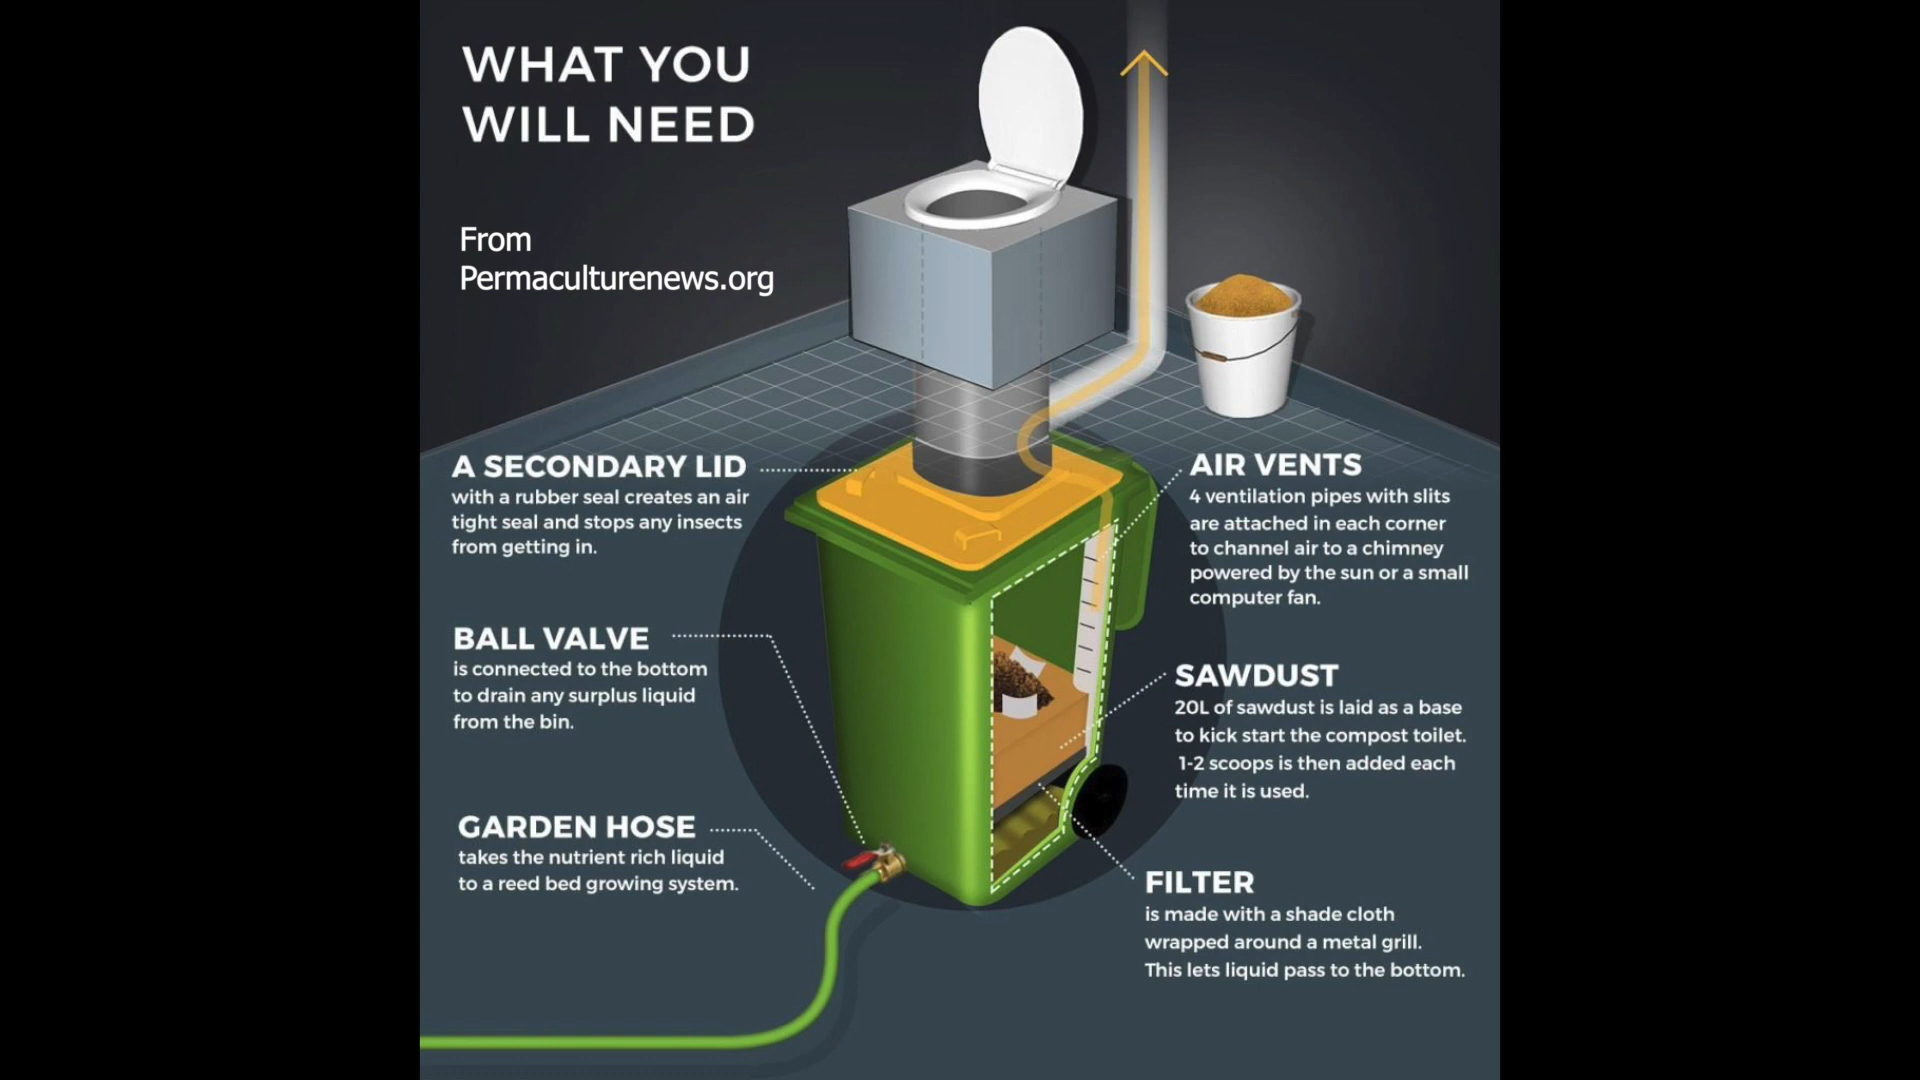 WHAT YOU
WILL NEED
From
Permaculturenews.org
A SECONDARY LID
with a rubber seal creates an air
tight seal and stops any insects
from getting in.
BALL VALVE
is connected to the bottom
to drain any surplus liquid
from the bin.
GARDEN HOSE
takes the nutrient rich liquid
to a reed bed growing system.
AIR VENTS
4 ventilation pipes with slits
are attached in each corner
to channel air to a chimney
powered by the sun or a small
computer fan.
SAWDUST
20L of sawdust is laid as a base
to kick start the compost toilet.
1-2 scoops is then added each
time it is used.
FILTER
is made with a shade cloth
wrapped around a metal grill.
This lets liquid pass to the bottom.